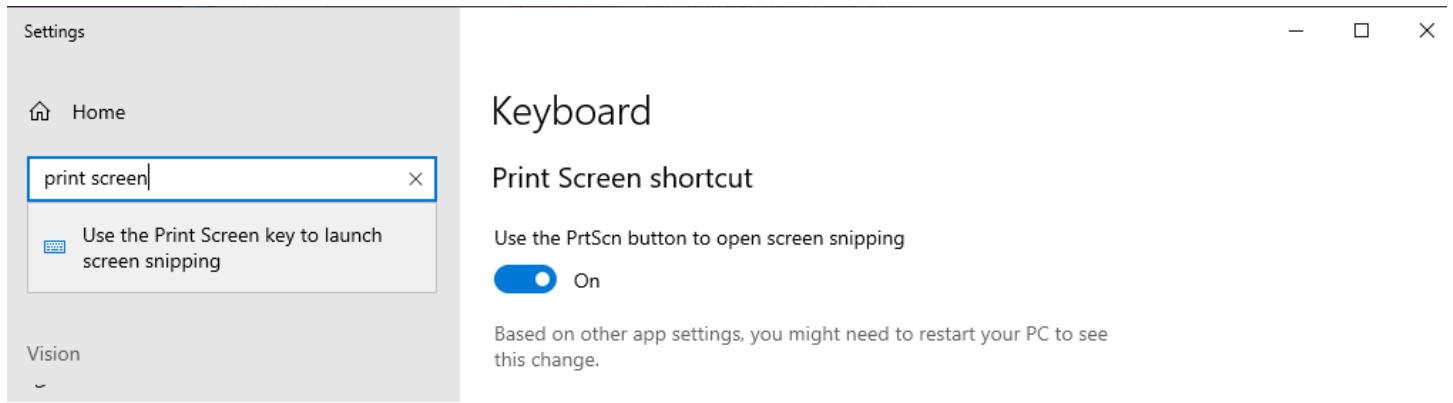 Settings
Home
print screen
Use the Print Screen key to launch
screen snipping
Vision
Keyboard
Print Screen shortcut
Use the PrtScn button to open screen snipping
On
Based on other app settings, you might need to restart your PC to see
this change.